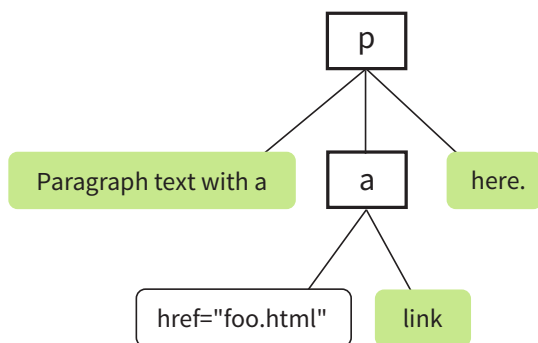 p
Paragraph text with a
a
here.
href="foo.html"
link